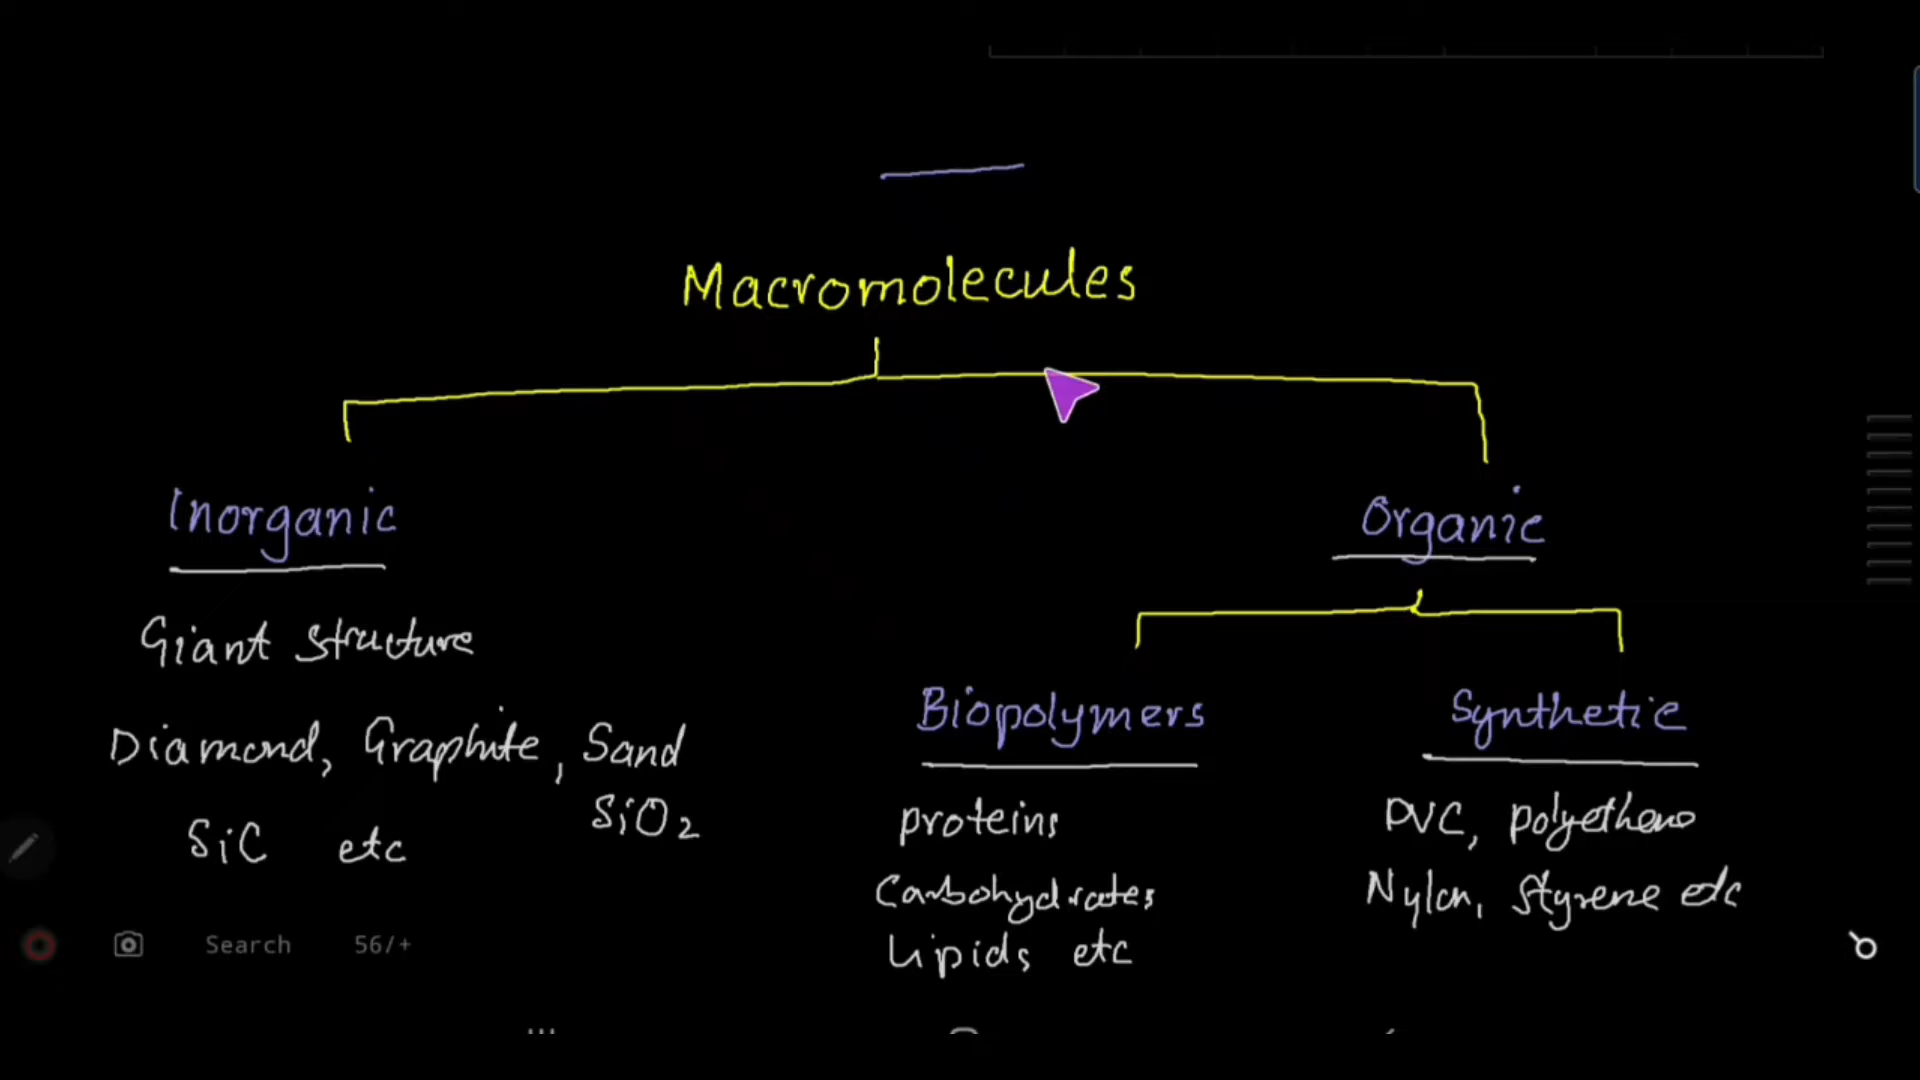 Macromolecules
Inorganic
Organic
Giant structure
Diamond, Graphite, Sand
SiO2
SiC etc
Biopolymers
proteins
Carbohydrates
Lipids etc
Synthetic
PVC, polyethene
Nylon, Styrene etc
Search 56/+